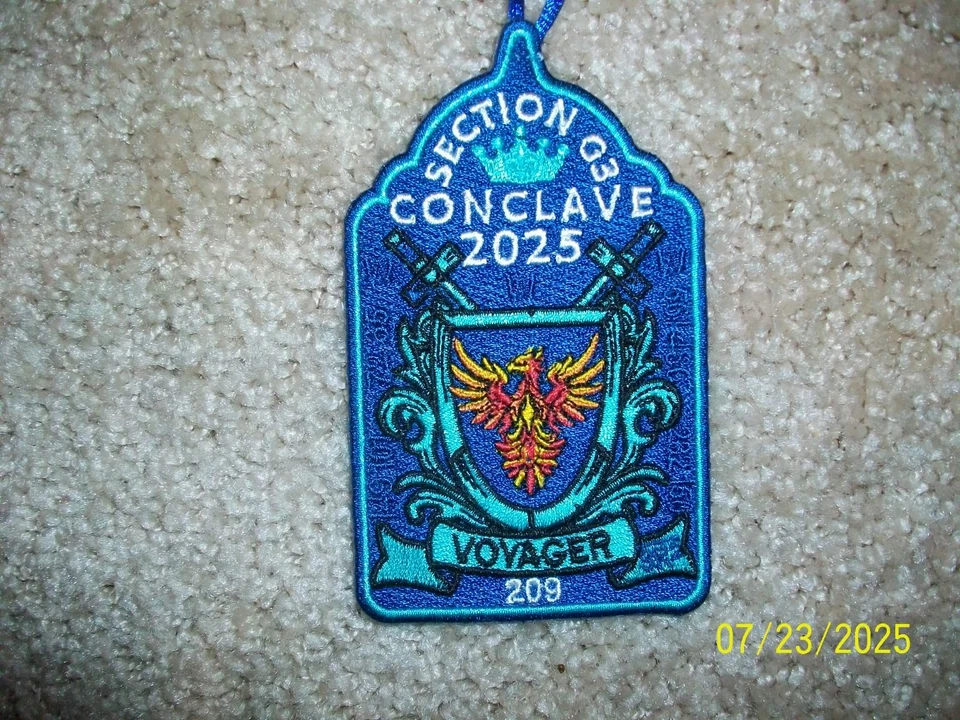 SECTION G3
CONCLAVE
2025
VOYAGER
209
07/23/2025